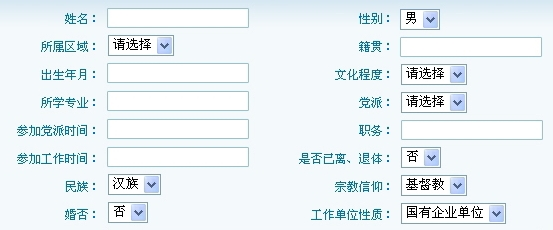 姓名： 性别： 男
所属区域： 请选择 籍贯：
出生年月： 文化程度： 请选择
所学专业： 党派： 请选择
参加党派时间： 职务：
参加工作时间： 是否已离、退体： 否
民族： 汉族 宗教信仰： 基督教
婚否： 否 工作单位性质： 国有企业单位